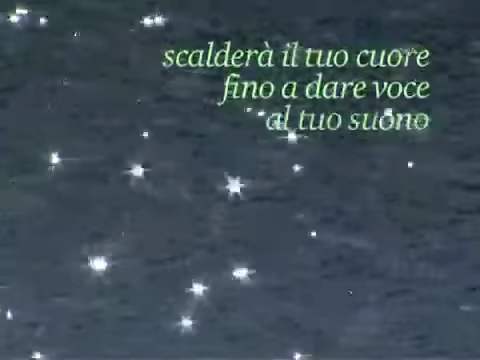 scalderà il tuo cuore
fino a dare voce
al tuo suono